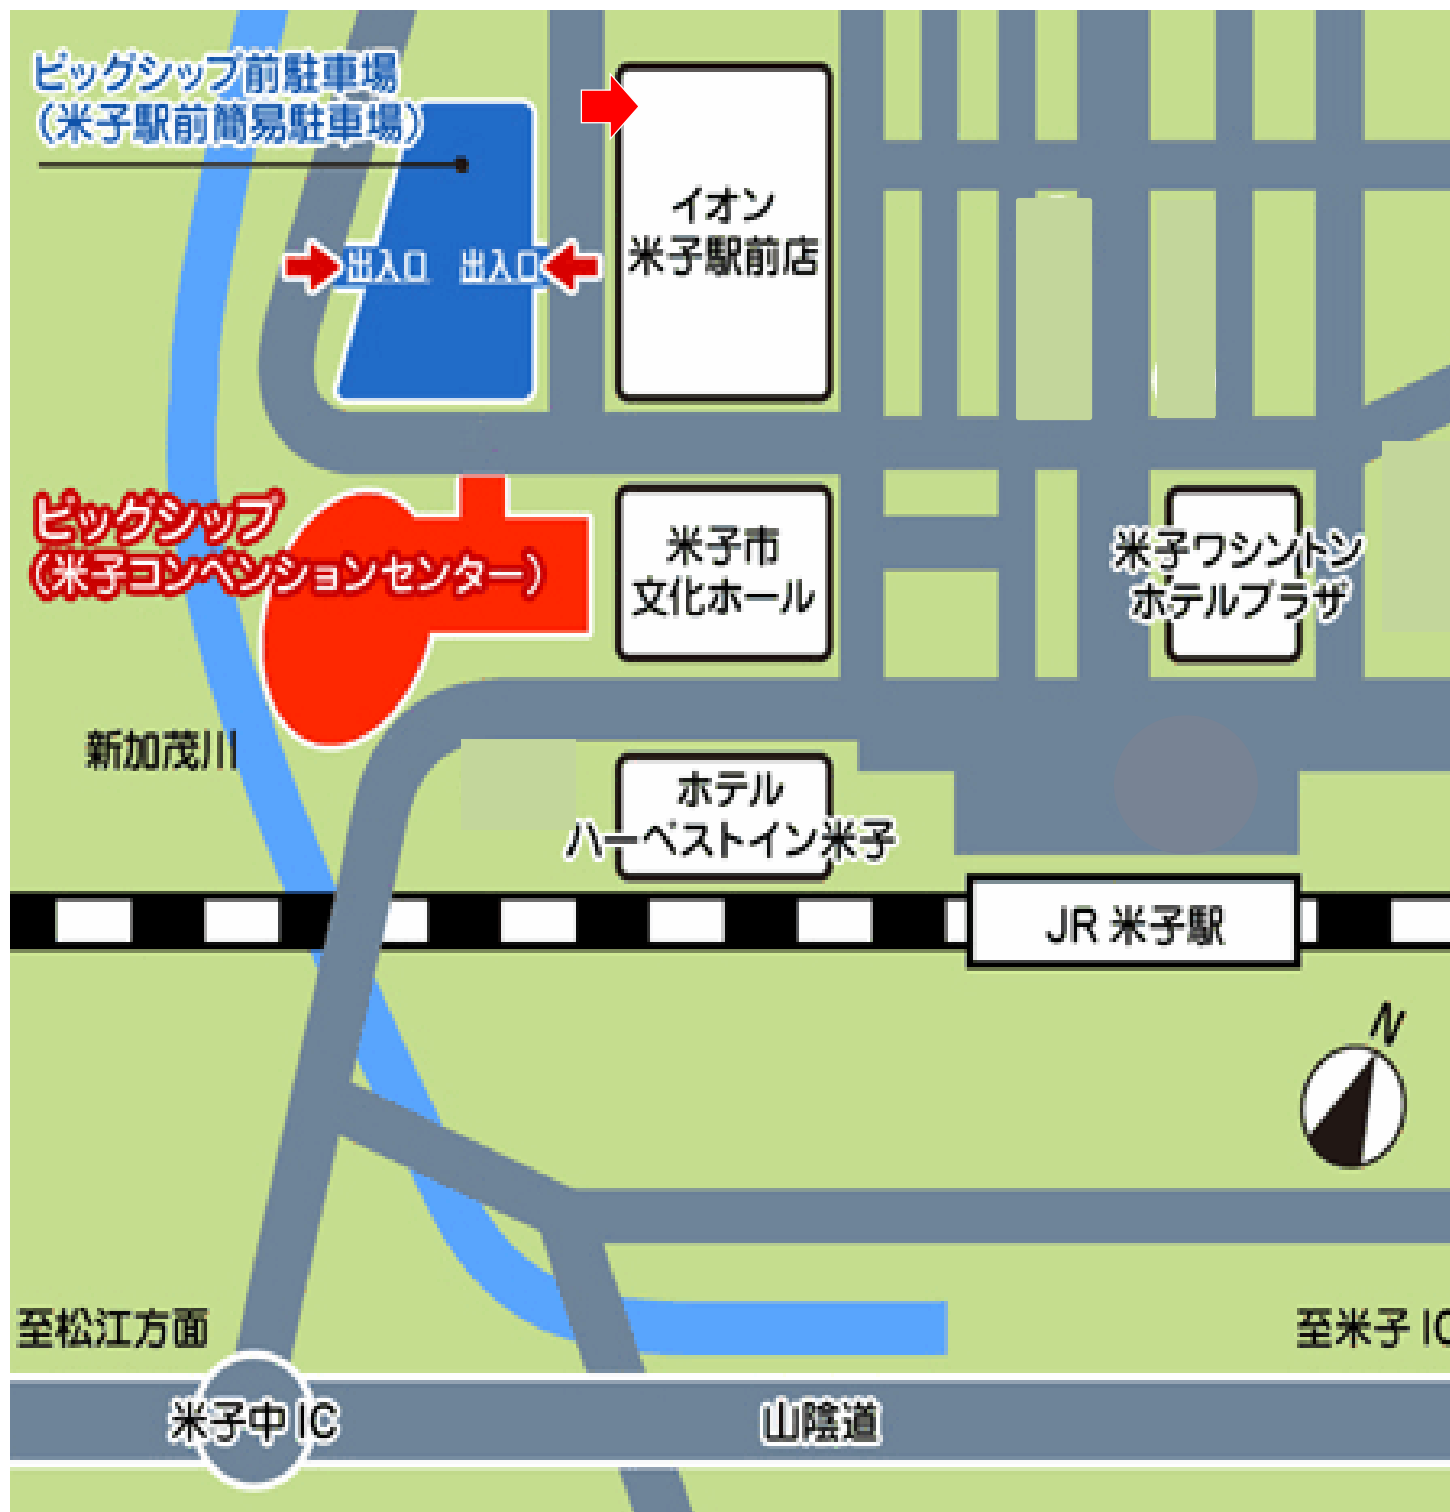 ビッグシップ前駐車場
（米子駅前簡易駐車場）
出入口 出入口
イオン
米子駅前店
ビッグシップ
（米子コンベンションセンター）
米子市
文化ホール
米子ワシントン
ホテルプラザ
新加茂川
ホテル
ハーベストイン米子
JR 米子駅
N
至松江方面
至米子 IC
米子中 IC
山陰道